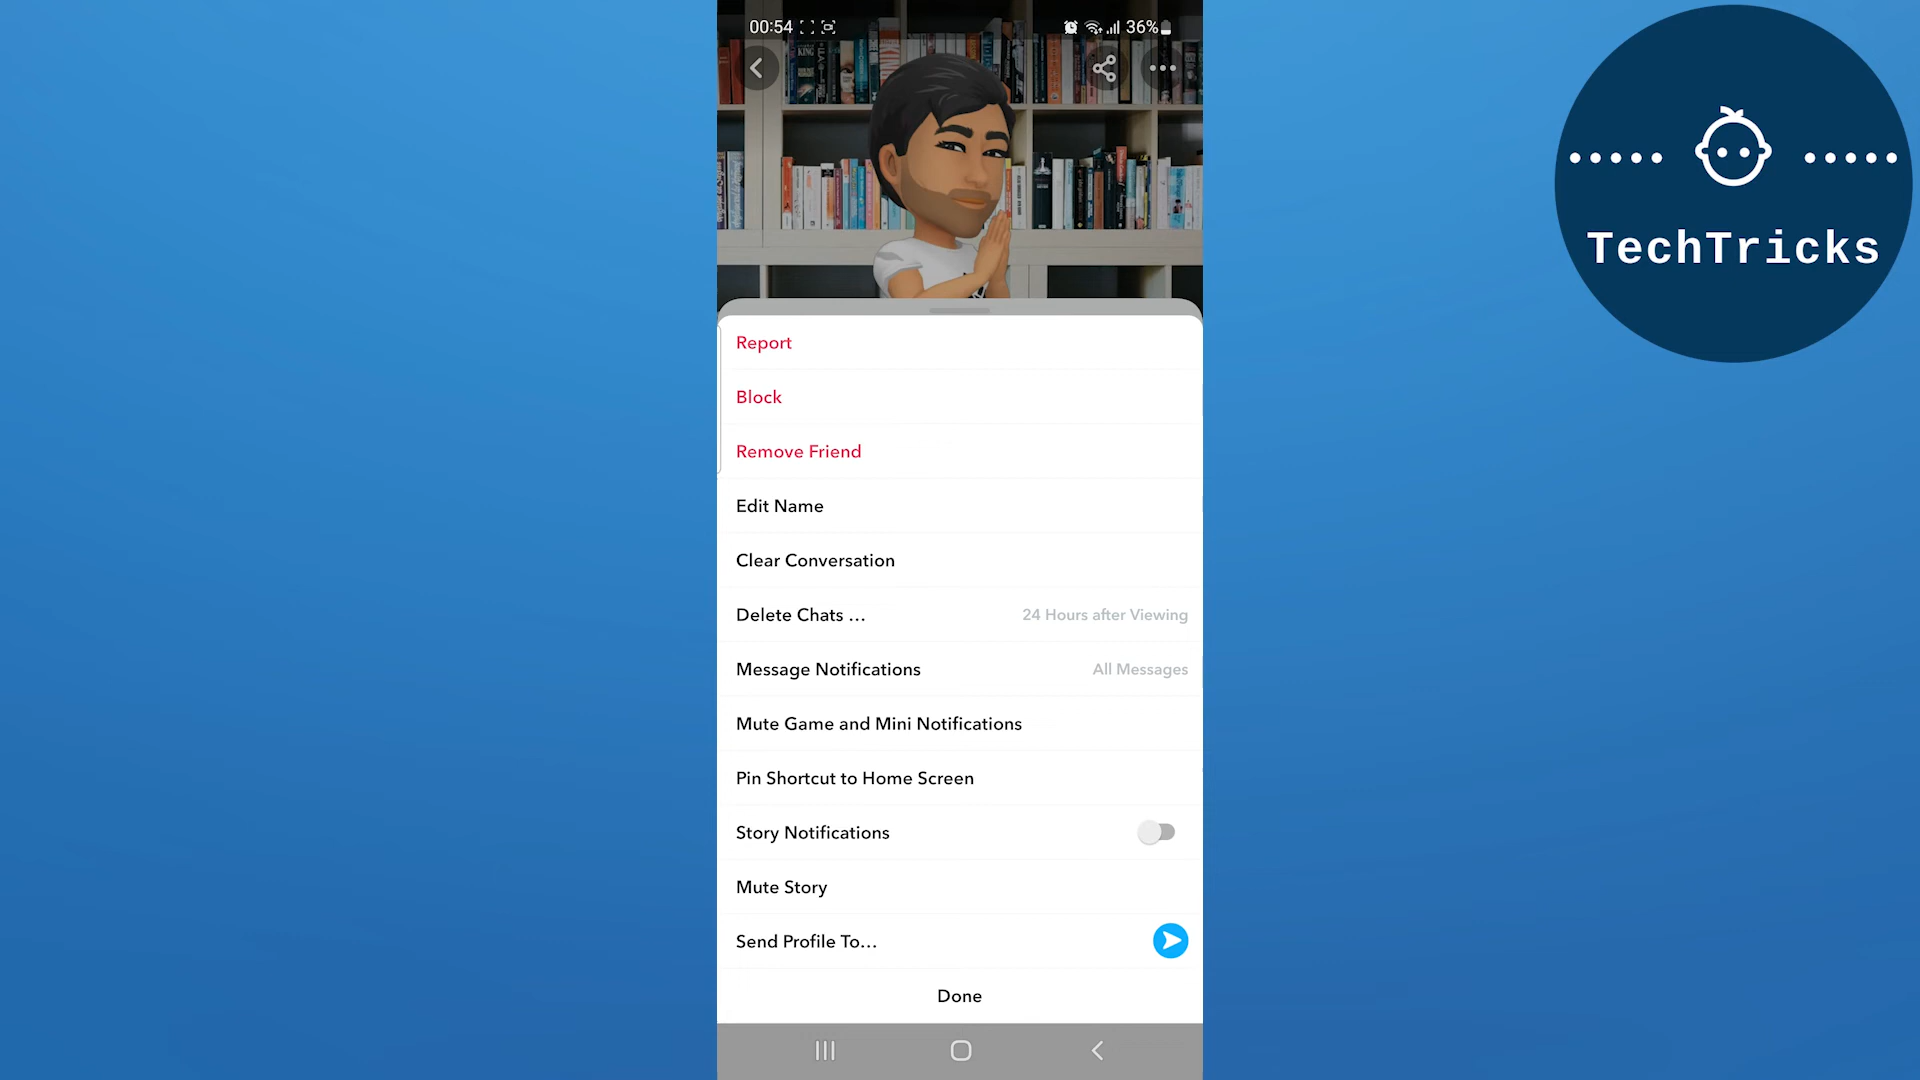 00:54
36%
TechTricks
Report
Block
Remove Friend
Edit Name
Clear Conversation
Delete Chats ... 24 Hours after Viewing
Message Notifications All Messages
Mute Game and Mini Notifications
Pin Shortcut to Home Screen
Story Notifications
Mute Story
Send Profile To...
Done